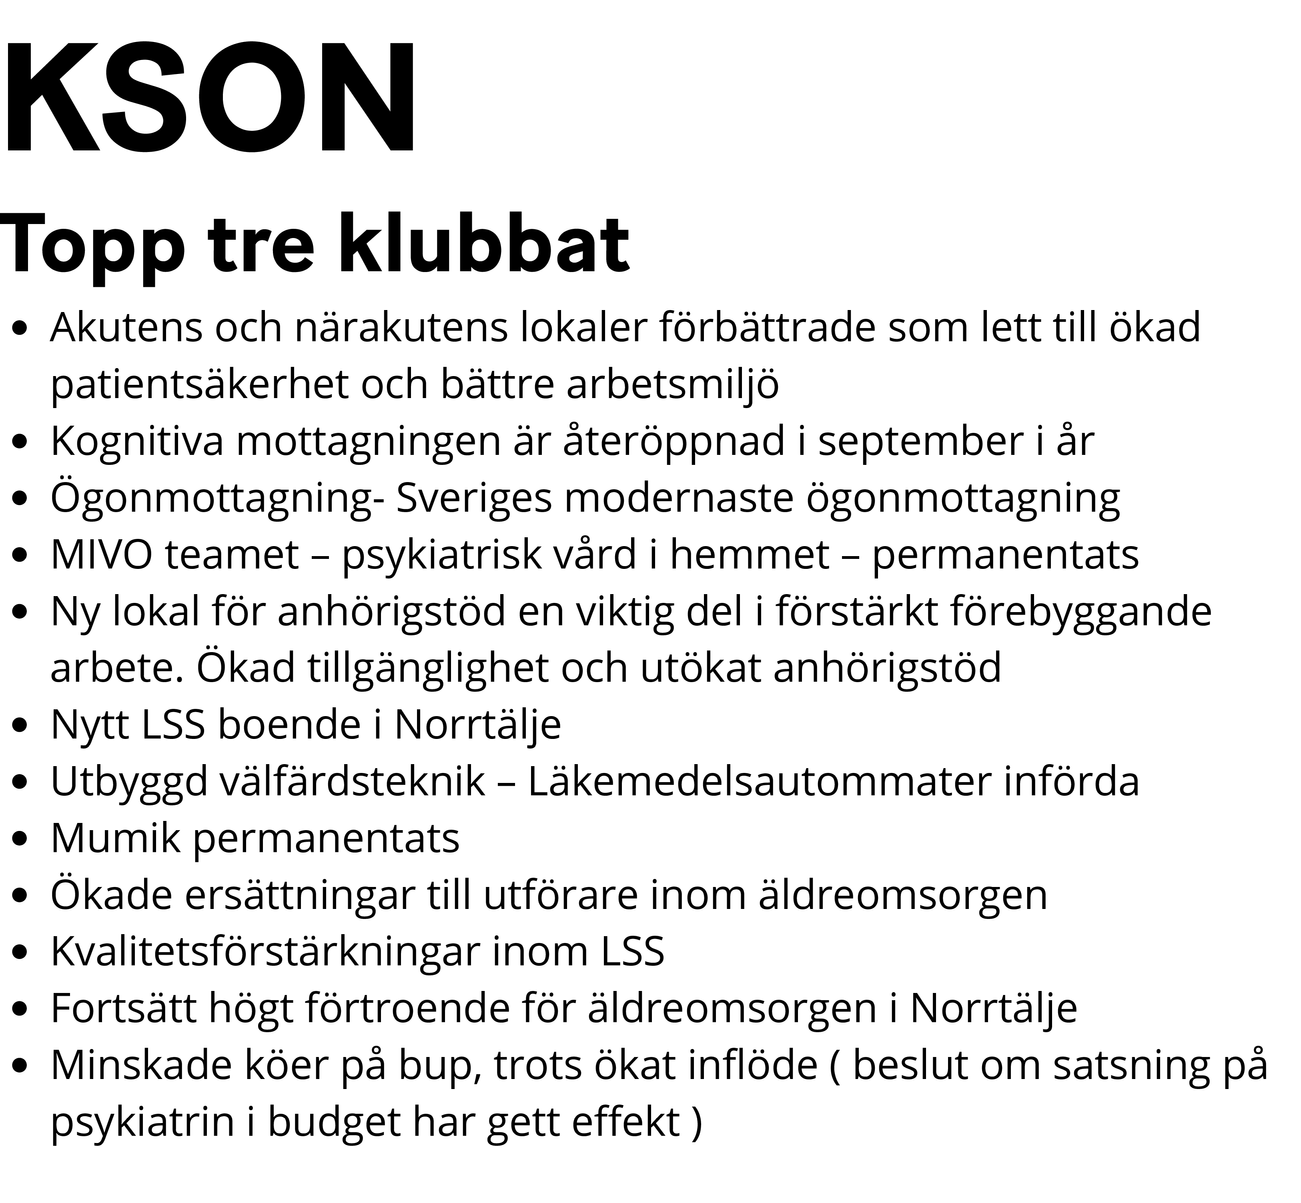 KSON
Topp tre klubbat
• Akutens och närakutens lokaler förbättrade som lett till ökad
patientsäkerhet och bättre arbetsmiljö
• Kognitiva mottagningen är återöppnad i september i år
• Ögonmottagning- Sveriges modernaste ögonmottagning
• MIVO teamet – psykiatrisk vård i hemmet – permanentats
• Ny lokal för anhörigstöd en viktig del i förstärkt förebyggande
arbete. Ökad tillgänglighet och utökat anhörigstöd
• Nytt LSS boende i Norrtälje
• Utbyggd välfärdsteknik – Läkemedelsautommater införda
• Mumik permanentats
• Ökade ersättningar till utförare inom äldreomsorgen
• Kvalitetsförstärkningar inom LSS
• Fortsätt högt förtroende för äldreomsorgen i Norrtälje
• Minskade köer på bup, trots ökat inflöde ( beslut om satsning på
psykiatrin i budget har gett effekt )